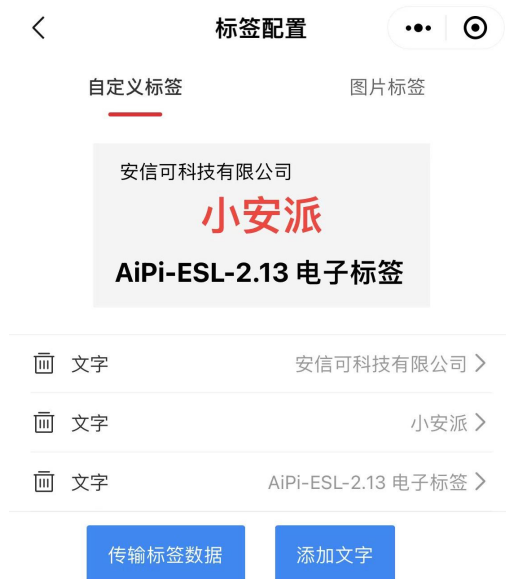 标签配置
自定义标签 图片标签
安信可科技有限公司
小安派
AiPi-ESL-2.13 电子标签
文字 安信可科技有限公司
文字 小安派
文字 AiPi-ESL-2.13 电子标签
传输标签数据 添加文字